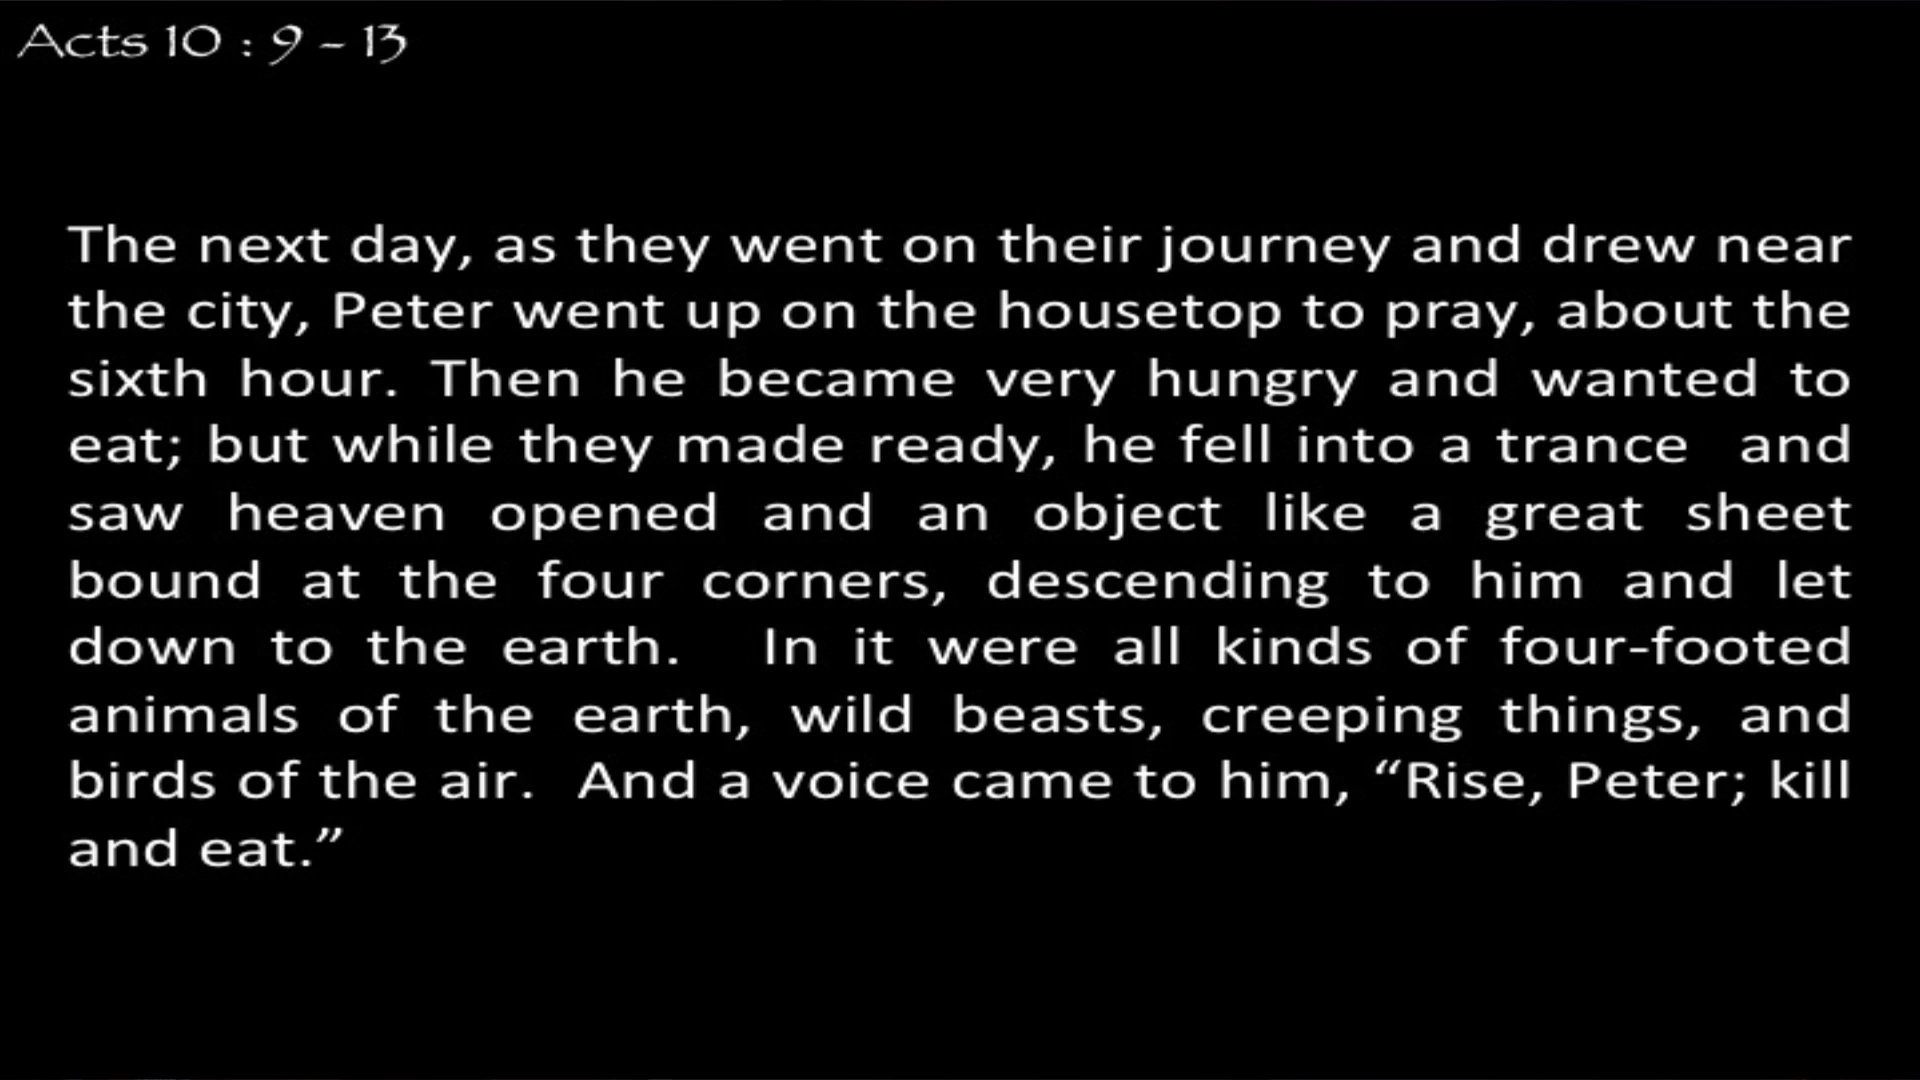 Acts 10 : 9 – 13
The next day, as they went on their journey and drew near
the city, Peter went up on the housetop to pray, about the
sixth hour. Then he became very hungry and wanted to
eat; but while they made ready, he fell into a trance and
saw heaven opened and an object like a great sheet
bound at the four corners, descending to him and let
down to the earth. In it were all kinds of four-footed
animals of the earth, wild beasts, creeping things, and
birds of the air. And a voice came to him, “Rise, Peter; kill
and eat.”